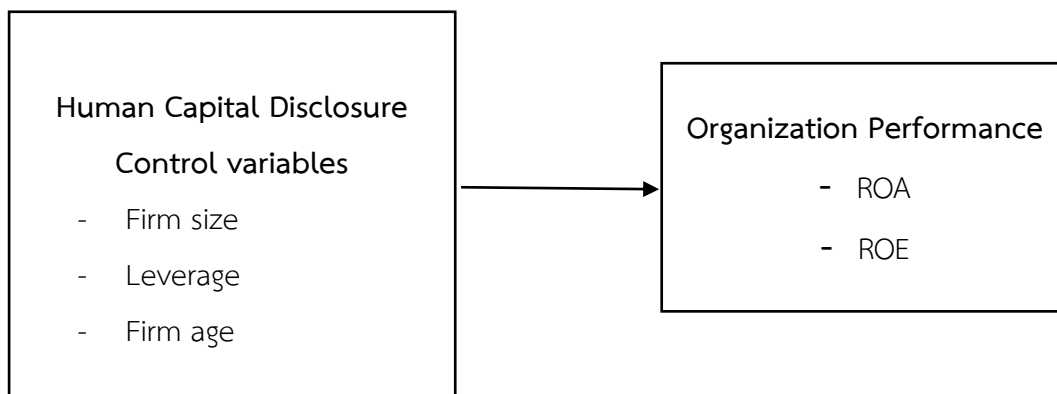 Human Capital Disclosure
Control variables
- Firm size
- Leverage
- Firm age
Organization Performance
- ROA
- ROE